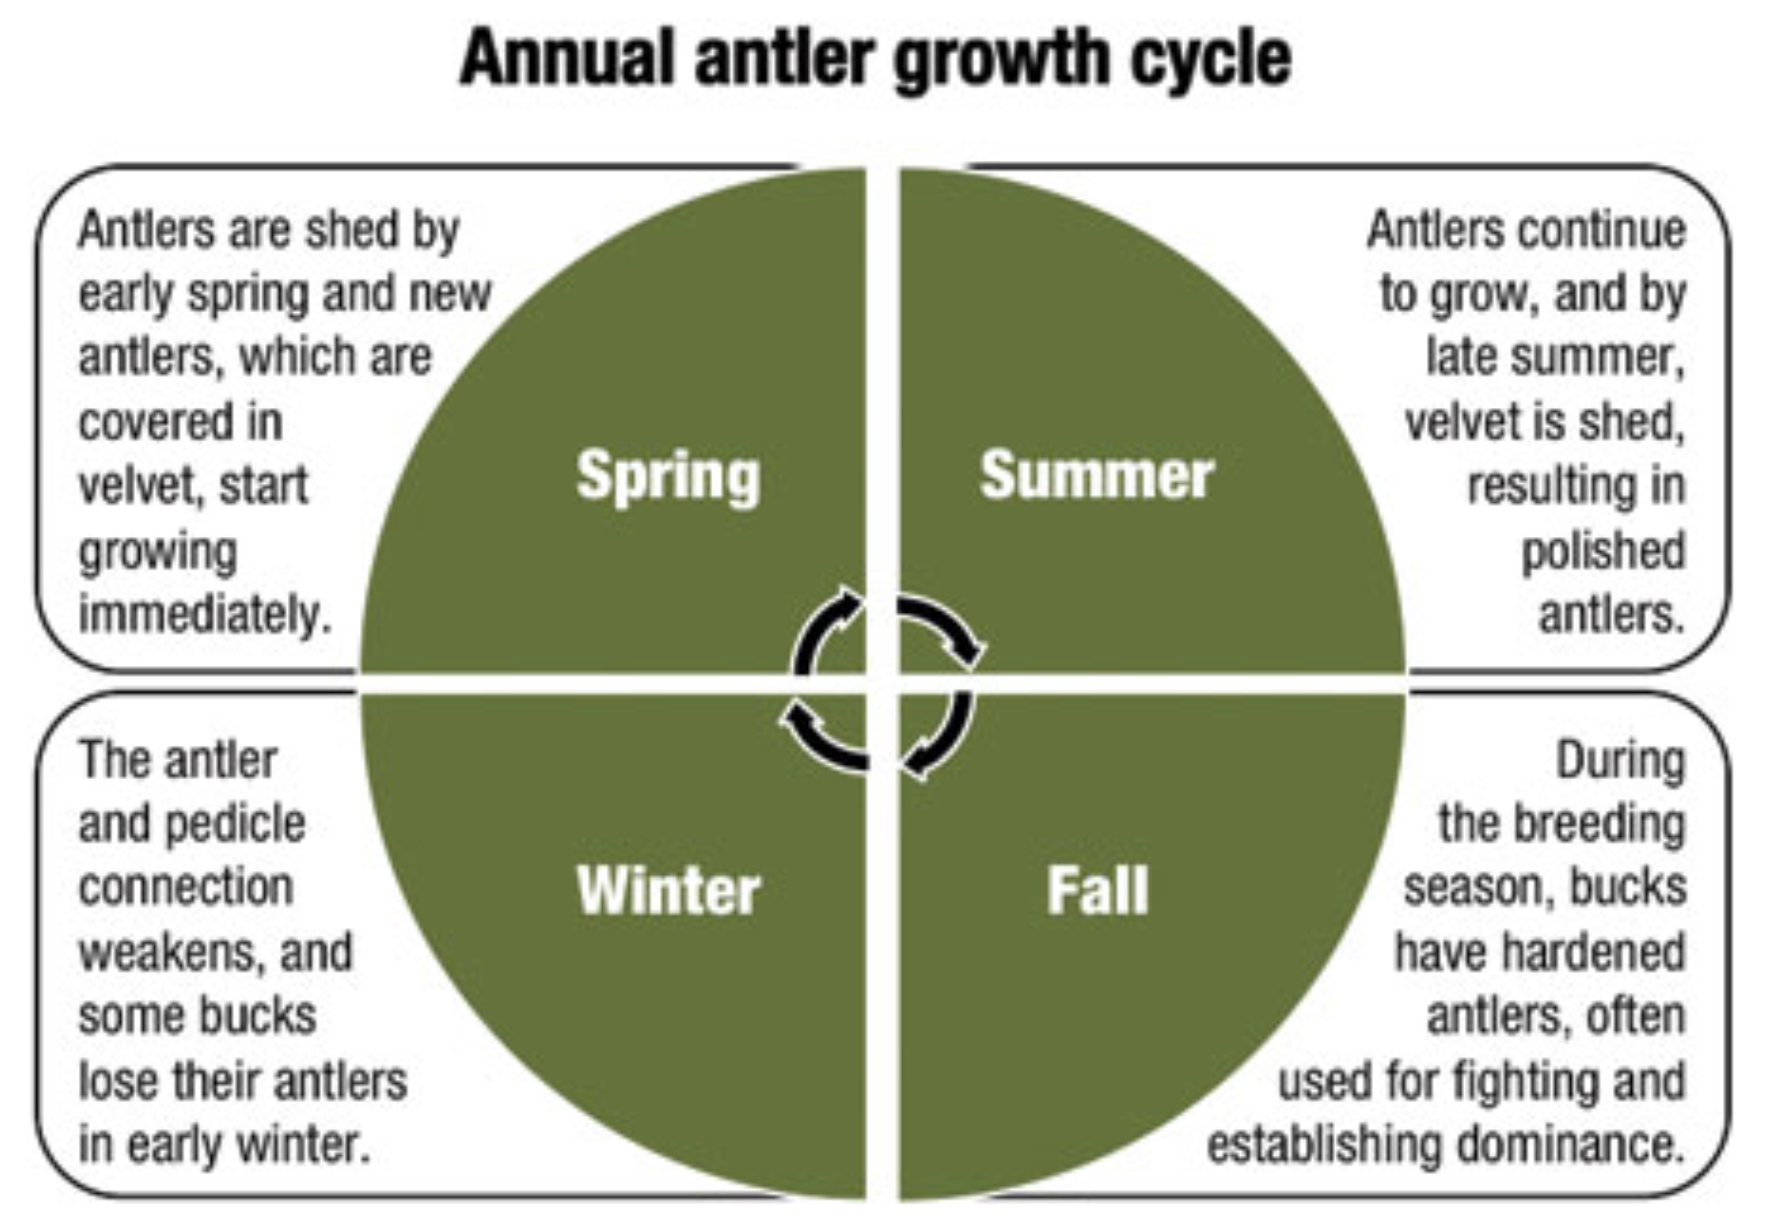 Annual antler growth cycle
Antlers are shed by
early spring and new
antlers, which are
covered in
velvet, start
growing
immediately.
Spring
Summer
Antlers continue
to grow, and by
late summer,
velvet is shed,
resulting in
polished
antlers.
The antler
and pedicle
connection
weakens, and
some bucks
lose their antlers
in early winter.
Winter
Fall
During
the breeding
season, bucks
have hardened
antlers, often
used for fighting and
establishing dominance.